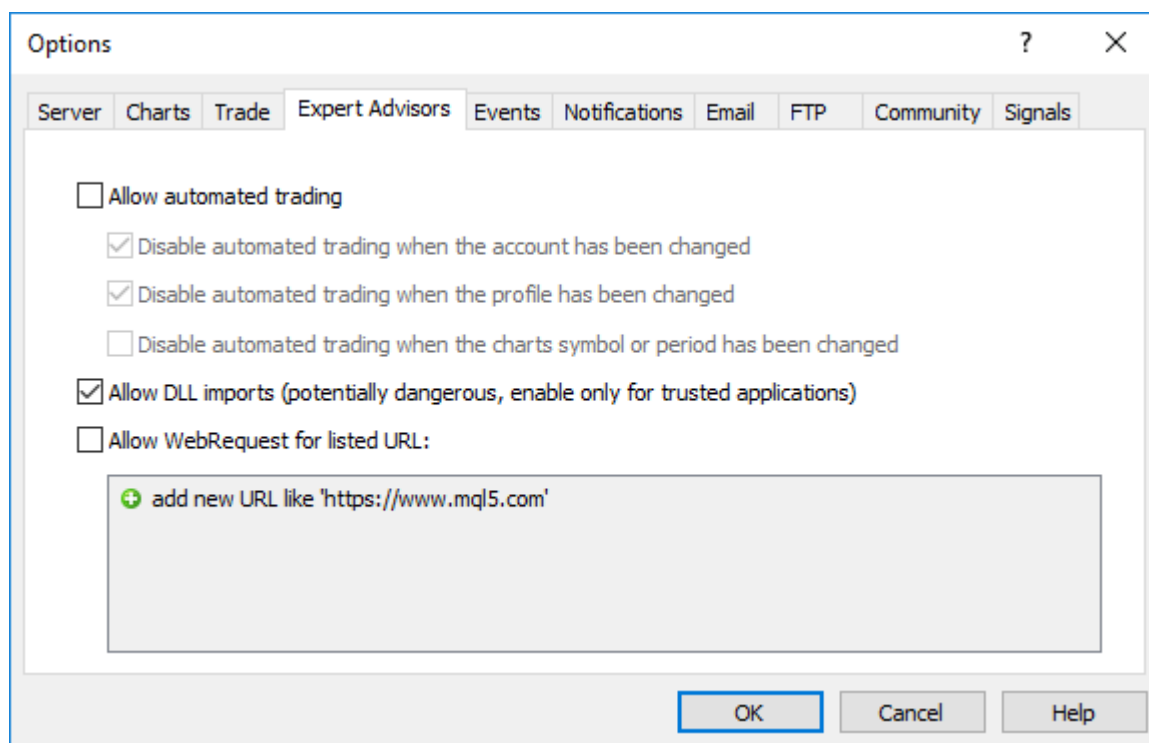 Options ?
Server Charts Trade Expert Advisors Events Notifications Email FTP Community Signals
Allow automated trading
Disable automated trading when the account has been changed
Disable automated trading when the profile has been changed
Disable automated trading when the charts symbol or period has been changed
Allow DLL imports (potentially dangerous, enable only for trusted applications)
Allow WebRequest for listed URL:
add new URL like 'https://www.mql5.com'
OK Cancel Help